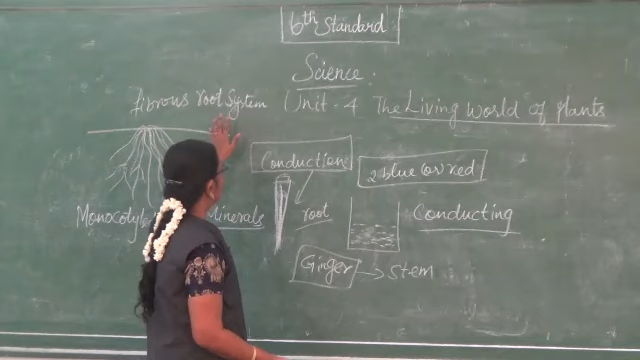 6th Standard
Science.
fibrous root System
Unit - 4 The Living World of plants
Conduction
2 blue (or) red
Monocotyl
Minerals
root
Conducting
Ginger → Stem